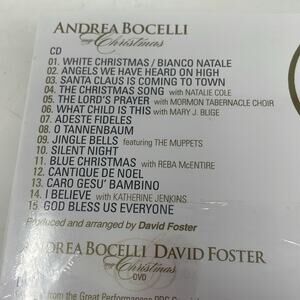 ANDREA BOCELLI
My Christmas
CD
01. WHITE CHRISTMAS / BIANCO NATALE
02. ANGELS WE HAVE HEARD ON HIGH
03. SANTA CLAUS IS COMING TO TOWN
04. THE CHRISTMAS SONG with NATALIE COLE
05. THE LORD'S PRAYER with MORMON TABERNACLE CHOIR
06. WHAT CHILD IS THIS with MARY J. BLIGE
07. ADESTE FIDELES
08. O TANNENBAUM
09. JINGLE BELLS featuring THE MUPPETS
10. SILENT NIGHT
11. BLUE CHRISTMAS with REBA McENTIRE
12. CANTIQUE DE NOEL
13. CARO GESU' BAMBINO
14. I BELIEVE with KATHERINE JENKINS
15. GOD BLESS US EVERYONE
Produced and arranged by David Foster
ANDREA BOCELLI DAVID FOSTER
My Christmas
DVD
from the Great Performances PBS